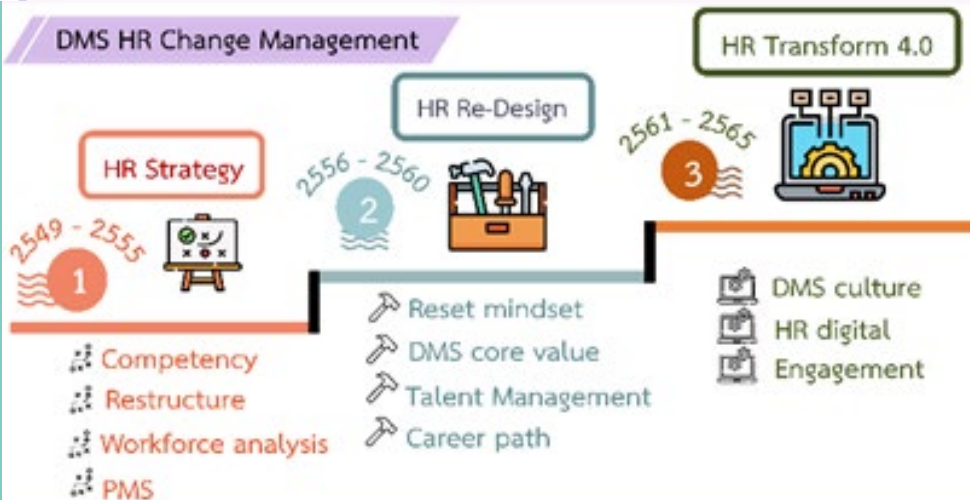 DMS HR Change Management
HR Strategy
2549 - 2555
1
Competency
Restructure
Workforce analysis
PMS
HR Re-Design
2556 - 2560
2
Reset mindset
DMS core value
Talent Management
Career path
HR Transform 4.0
2561 - 2565
3
DMS culture
HR digital
Engagement